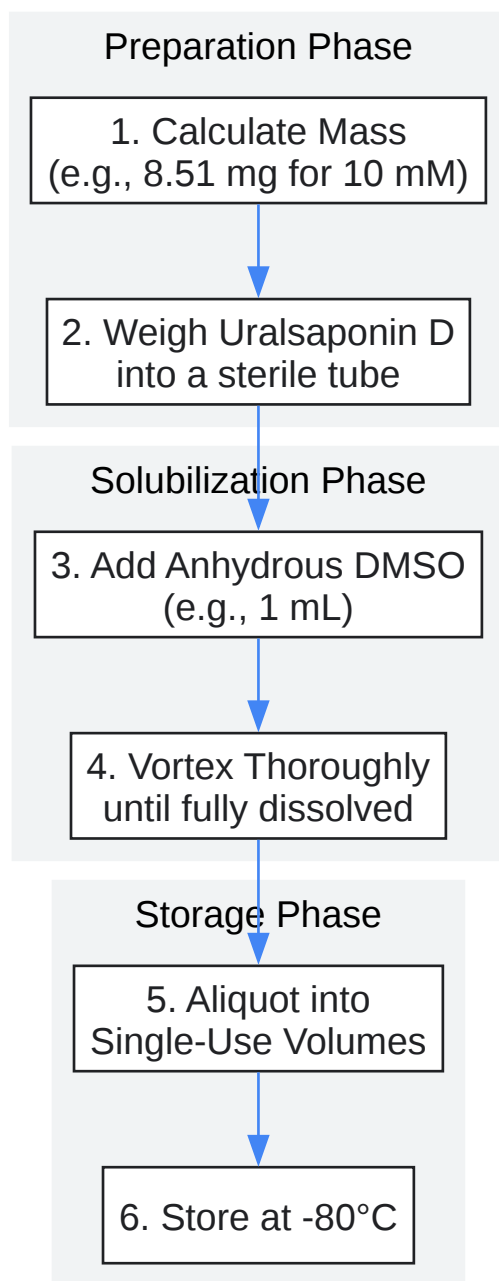 Preparation Phase
1. Calculate Mass
(e.g., 8.51 mg for 10 mM)
2. Weigh Uralsaponin D
into a sterile tube
Solubilization Phase
3. Add Anhydrous DMSO
(e.g., 1 mL)
4. Vortex Thoroughly
until fully dissolved
Storage Phase
5. Aliquot into
Single-Use Volumes
6. Store at -80°C